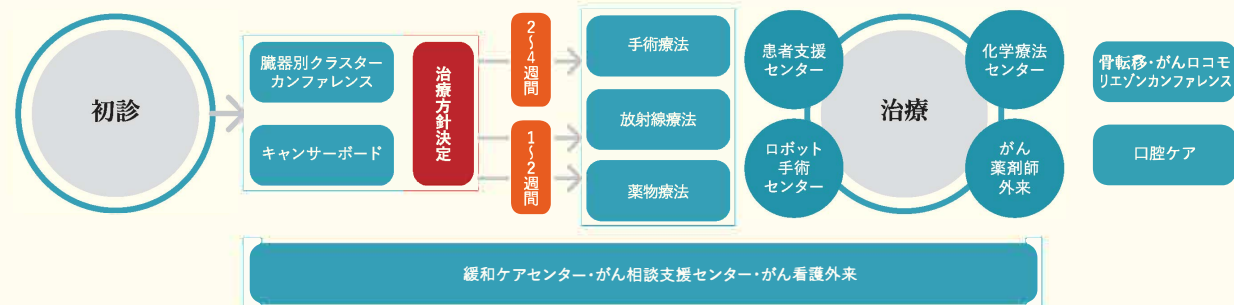 初診
臓器別クラスター
カンファレンス
キャンサーボード
治療方針決定
2〜4週間
1〜2週間
手術療法
放射線療法
薬物療法
患者支援
センター
ロボット
手術
センター
治療
化学療法
センター
がん
薬剤師
外来
骨転移・がんロコモ
リエゾンカンファレンス
口腔ケア
緩和ケアセンター・がん相談支援センター・がん看護外来